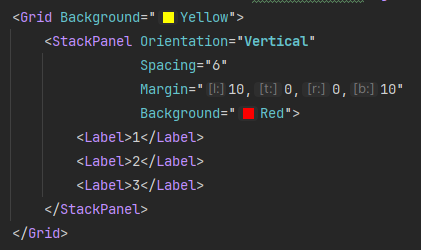 <Grid Background="Yellow">
<StackPanel Orientation="Vertical"
Spacing="6"
Margin="[l:]10,[t:]0,[r:]0,[b:]10"
Background="Red">
<Label>1</Label>
<Label>2</Label>
<Label>3</Label>
</StackPanel>
</Grid>